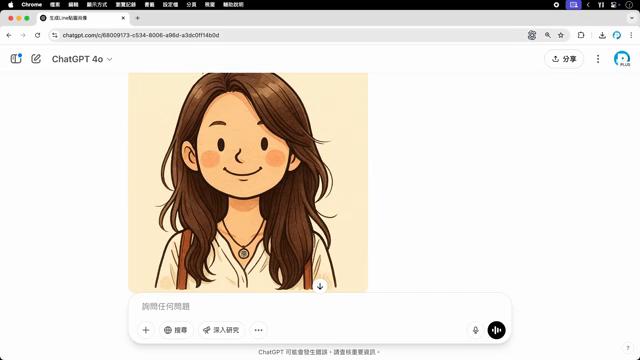 Chrome 檔案 編輯 顯示方式 瀏覽記錄 書籤 設定檔 分頁 視窗 輔助說明
生成Line貼圖肖像
chatgpt.com/c/68009173-c534-8006-a96d-a3dc0ff14b0d
ChatGPT 4o
分享
PLUS
詢問任何問題
搜尋
深入研究
ChatGPT 可能會發生錯誤。請查核重要資訊。
?